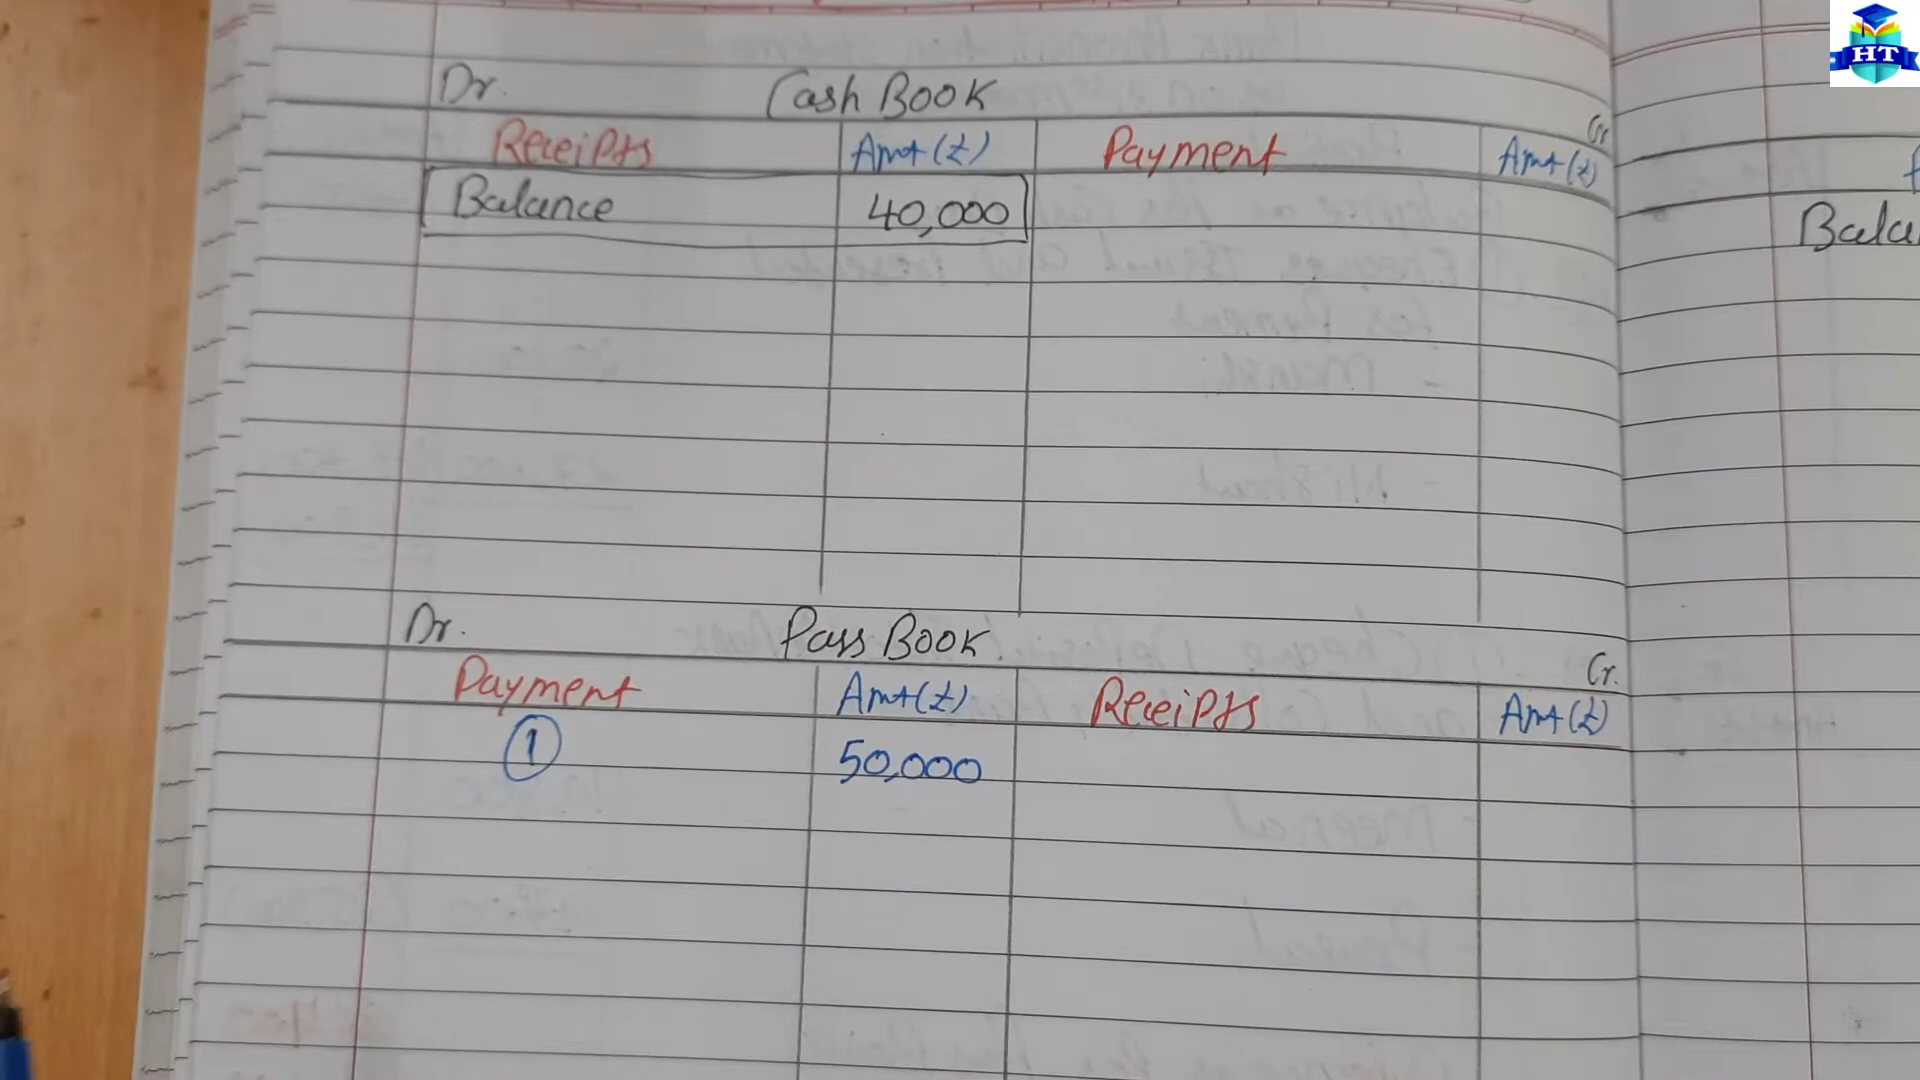 HT
Dr. Cash Book Cr
Receipts Amt (₹) Payment Amt (₹)
Balance 40,000
Dr. Pass Book Cr.
Payment Amt (₹) Receipts Amt (₹)
① 50,000
Bala